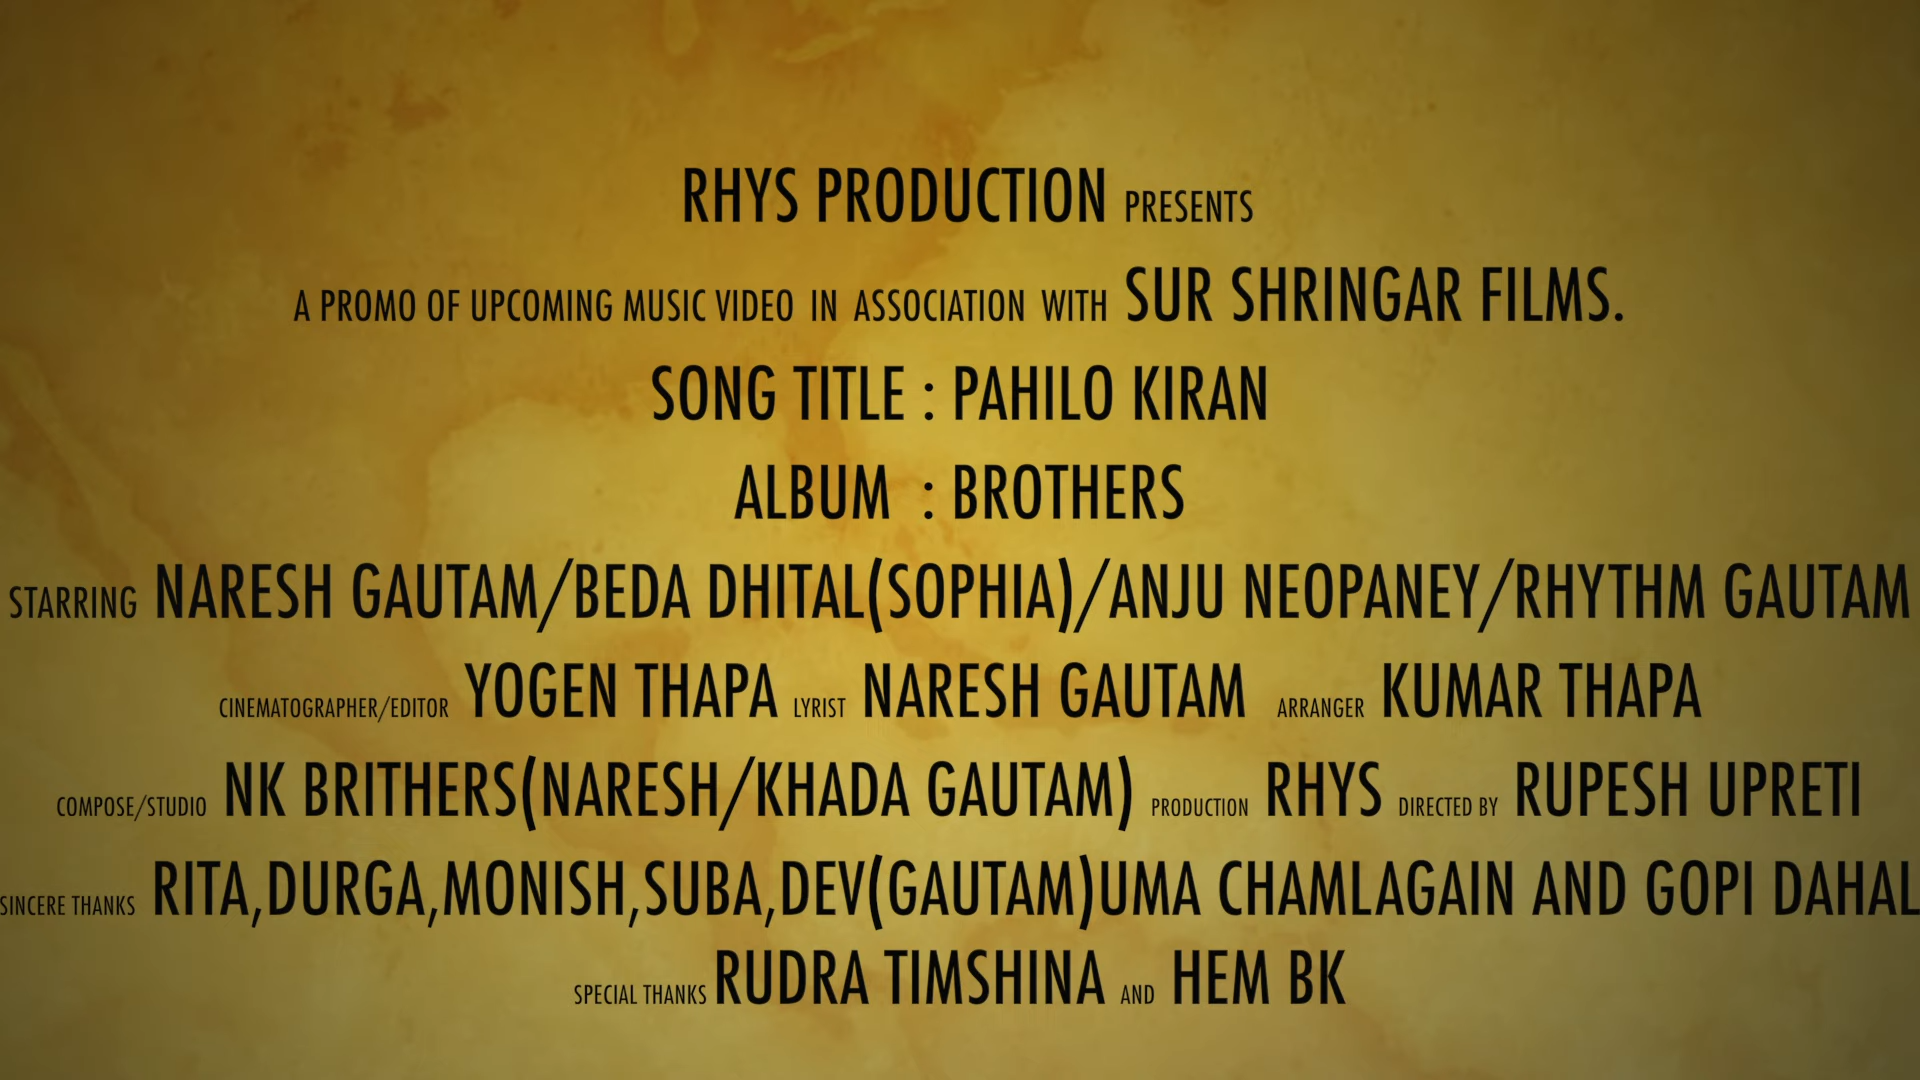 RHYS PRODUCTION PRESENTS
A PROMO OF UPCOMING MUSIC VIDEO IN ASSOCIATION WITH SUR SHRINGAR FILMS.
SONG TITLE : PAHILO KIRAN
ALBUM : BROTHERS
STARRING NARESH GAUTAM/BEDA DHITAL(SOPHIA)/ANJU NEOPANEY/RHYTHM GAUTAM
CINEMATOGRAPHER/EDITOR YOGEN THAPA LYRIST NARESH GAUTAM ARRANGER KUMAR THAPA
COMPOSE/STUDIO NK BRITHERS(NARESH/KHADA GAUTAM) PRODUCTION RHYS DIRECTED BY RUPESH UPRETI
SINCERE THANKS RITA,DURGA,MONISH,SUBA,DEV(GAUTAM)UMA CHAMLAGAIN AND GOPI DAHAL
SPECIAL THANKS RUDRA TIMSHINA AND HEM BK